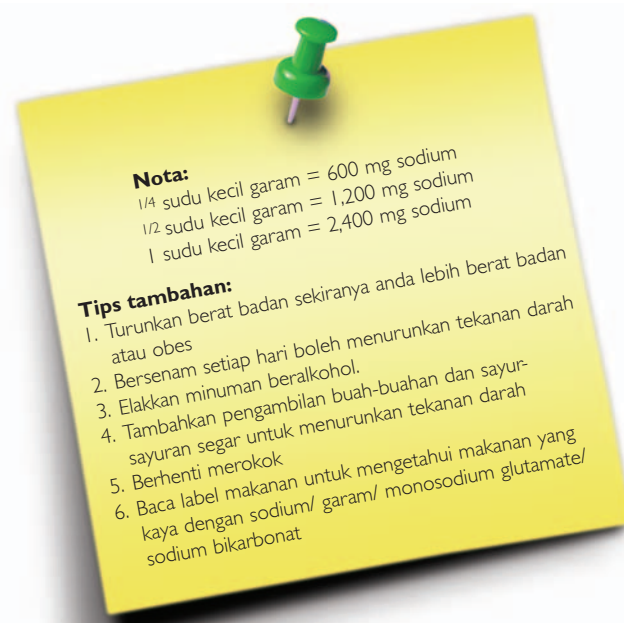 Nota:
1/4 sudu kecil garam = 600 mg sodium
1/2 sudu kecil garam = 1,200 mg sodium
1 sudu kecil garam = 2,400 mg sodium
Tips tambahan:
1. Turunkan berat badan sekiranya anda lebih berat badan
atau obes
2. Bersenam setiap hari boleh menurunkan tekanan darah
3. Elakkan minuman beralkohol.
4. Tambahkan pengambilan buah-buahan dan sayur-
sayuran segar untuk menurunkan tekanan darah
5. Berhenti merokok
6. Baca label makanan untuk mengetahui makanan yang
kaya dengan sodium/ garam/ monosodium glutamate/
sodium bikarbonat